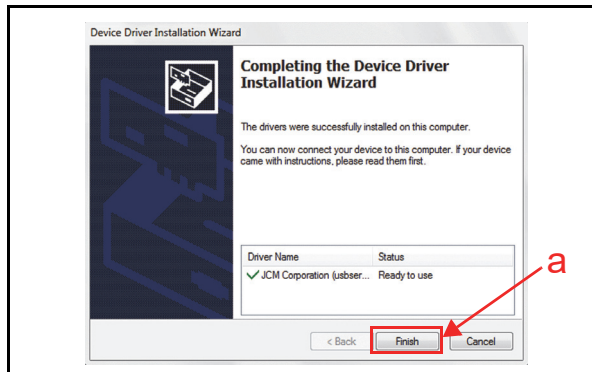 Device Driver Installation Wizard
Completing the Device Driver
Installation Wizard
The drivers were successfully installed on this computer.
You can now connect your device to this computer. If your device
came with instructions, please read them first.
Driver Name Status
JCM Corporation (usbser... Ready to use
a
< Back Finish Cancel